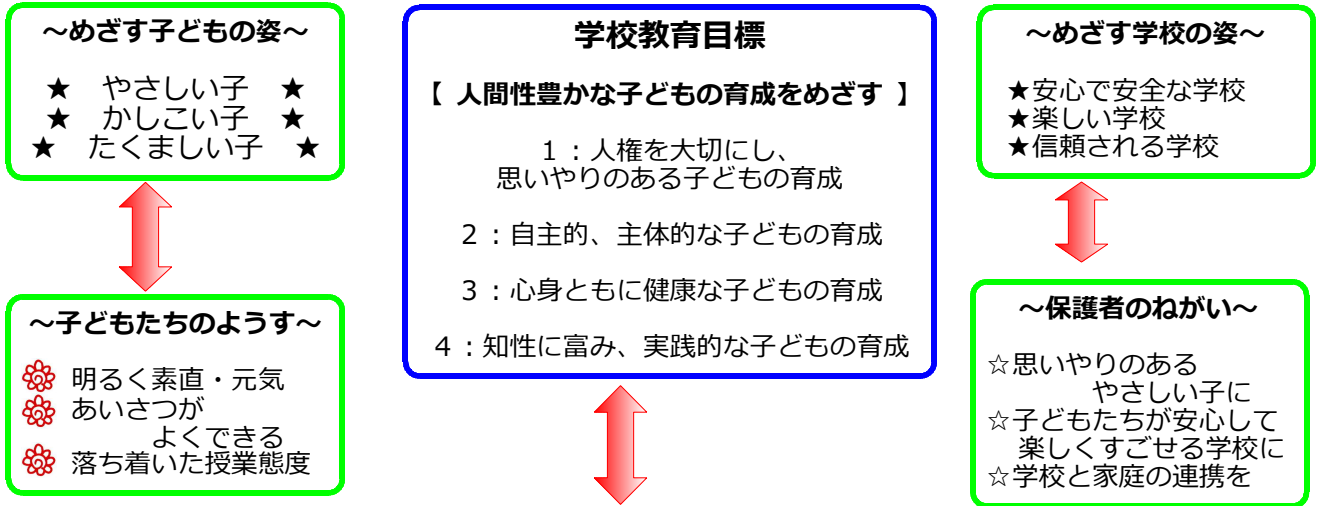 ～めざす子どもの姿～
★　やさしい子　★
★　かしこい子　★
★　たくましい子　★
～子どもたちのようす～
明るく素直・元気
あいさつが
よくできる
落ち着いた授業態度
学校教育目標
【 人間性豊かな子どもの育成をめざす 】
1：人権を大切にし、
思いやりのある子どもの育成
2：自主的、主体的な子どもの育成
3：心身ともに健康な子どもの育成
4：知性に富み、実践的な子どもの育成
～めざす学校の姿～
★安心で安全な学校
★楽しい学校
★信頼される学校
～保護者のねがい～
☆思いやりのある
やさしい子に
☆子どもたちが安心して
楽しくすごせる学校に
☆学校と家庭の連携を